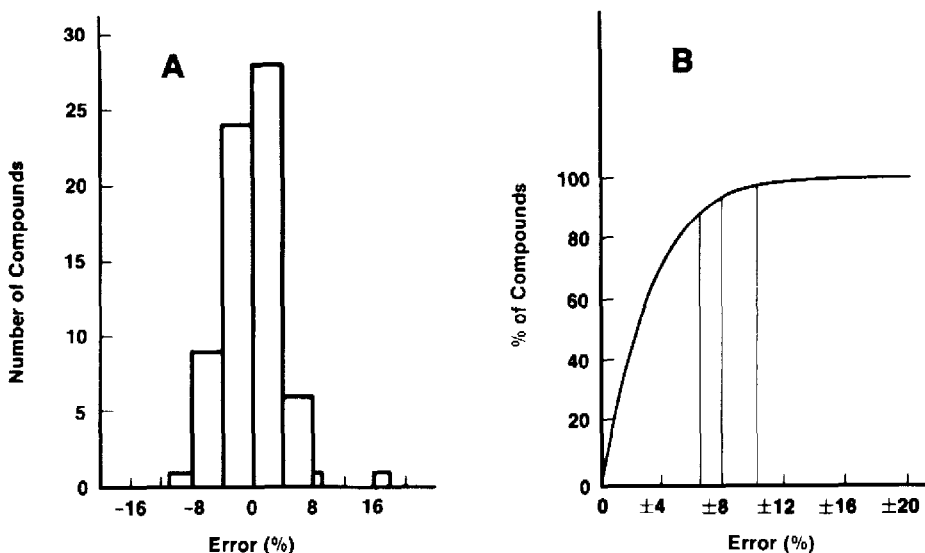 A
30
25
20
15
10
5
0
Number of Compounds
-16 -8 0 8 16
Error (%)
B
100
80
60
40
20
0
% of Compounds
0 ±4 ±8 ±12 ±16 ±20
Error (%)